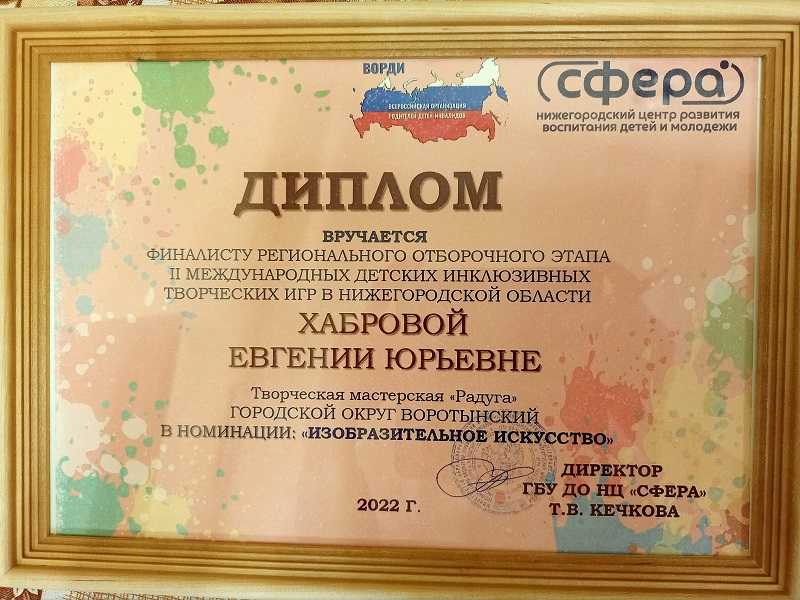 ВОРДИ
ВСЕРОССИЙСКАЯ ОРГАНИЗАЦИЯ
РОДИТЕЛЕЙ ДЕТЕЙ-ИНВАЛИДОВ
сфера
НИЖЕГОРОДСКИЙ ЦЕНТР РАЗВИТИЯ
ВОСПИТАНИЯ ДЕТЕЙ И МОЛОДЕЖИ
ДИПЛОМ
ВРУЧАЕТСЯ
ФИНАЛИСТУ РЕГИОНАЛЬНОГО ОТБОРОЧНОГО ЭТАПА
II МЕЖДУНАРОДНЫХ ДЕТСКИХ ИНКЛЮЗИВНЫХ
ТВОРЧЕСКИХ ИГР В НИЖЕГОРОДСКОЙ ОБЛАСТИ
ХАБРОВОЙ
ЕВГЕНИИ ЮРЬЕВНЕ
Творческая мастерская «Радуга»
ГОРОДСКОЙ ОКРУГ ВОРОТЫНСКИЙ
В НОМИНАЦИИ: «ИЗОБРАЗИТЕЛЬНОЕ ИСКУССТВО»
ДИРЕКТОР
ГБУ ДО НЦ «СФЕРА»
Т.В. КЕЧКОВА
2022 Г.